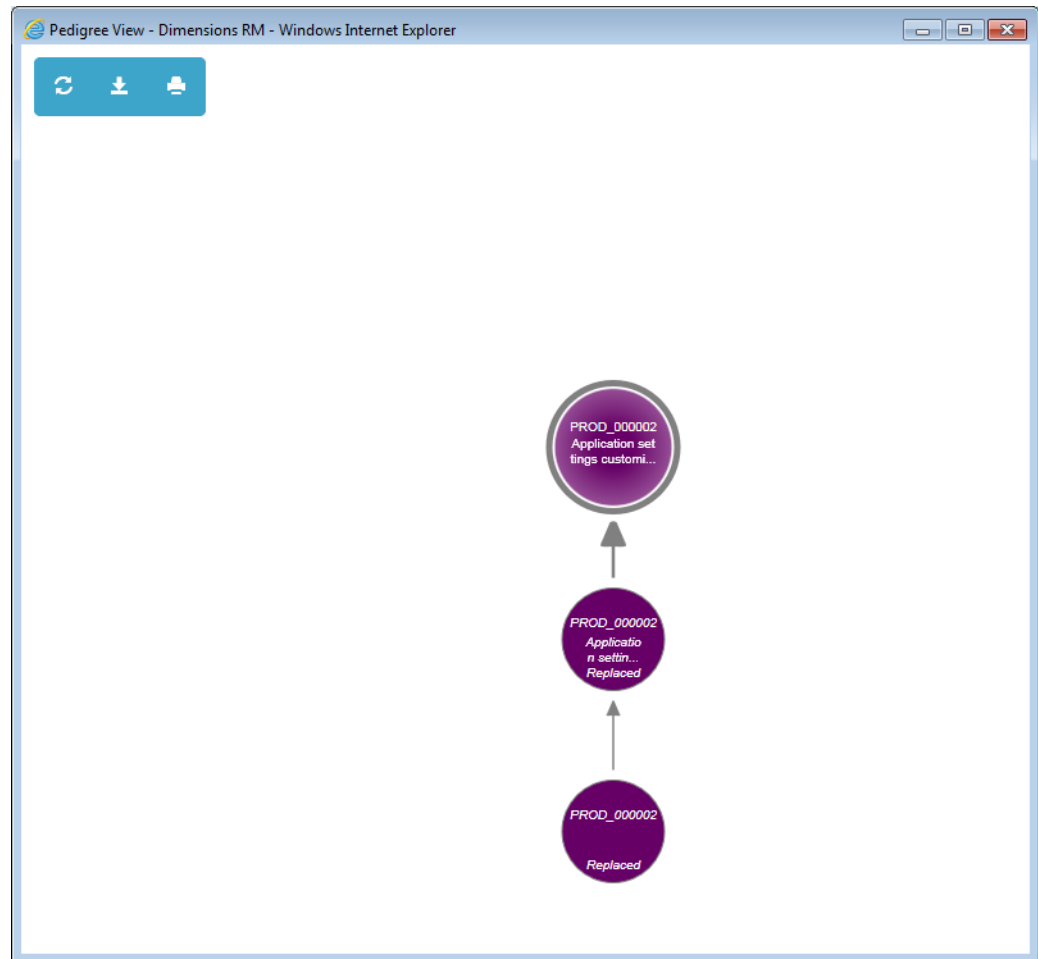 Pedigree View - Dimensions RM - Windows Internet Explorer
PROD_000002
Application set
tings customi...
PROD_000002
Applicatio
n settin...
Replaced
PROD_000002
Replaced